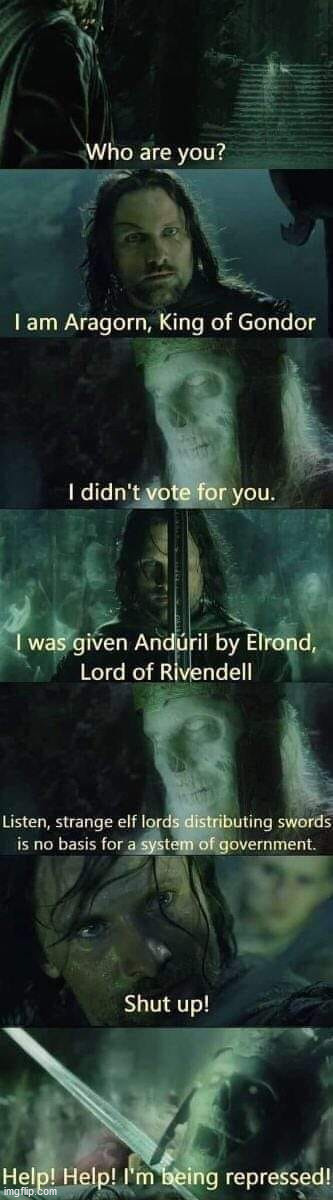 Who are you?
I am Aragorn, King of Gondor
I didn't vote for you.
I was given Andúril by Elrond,
Lord of Rivendell
Listen, strange elf lords distributing swords
is no basis for a system of government.
Shut up!
Help! Help! I'm being repressed!
imgflip.com